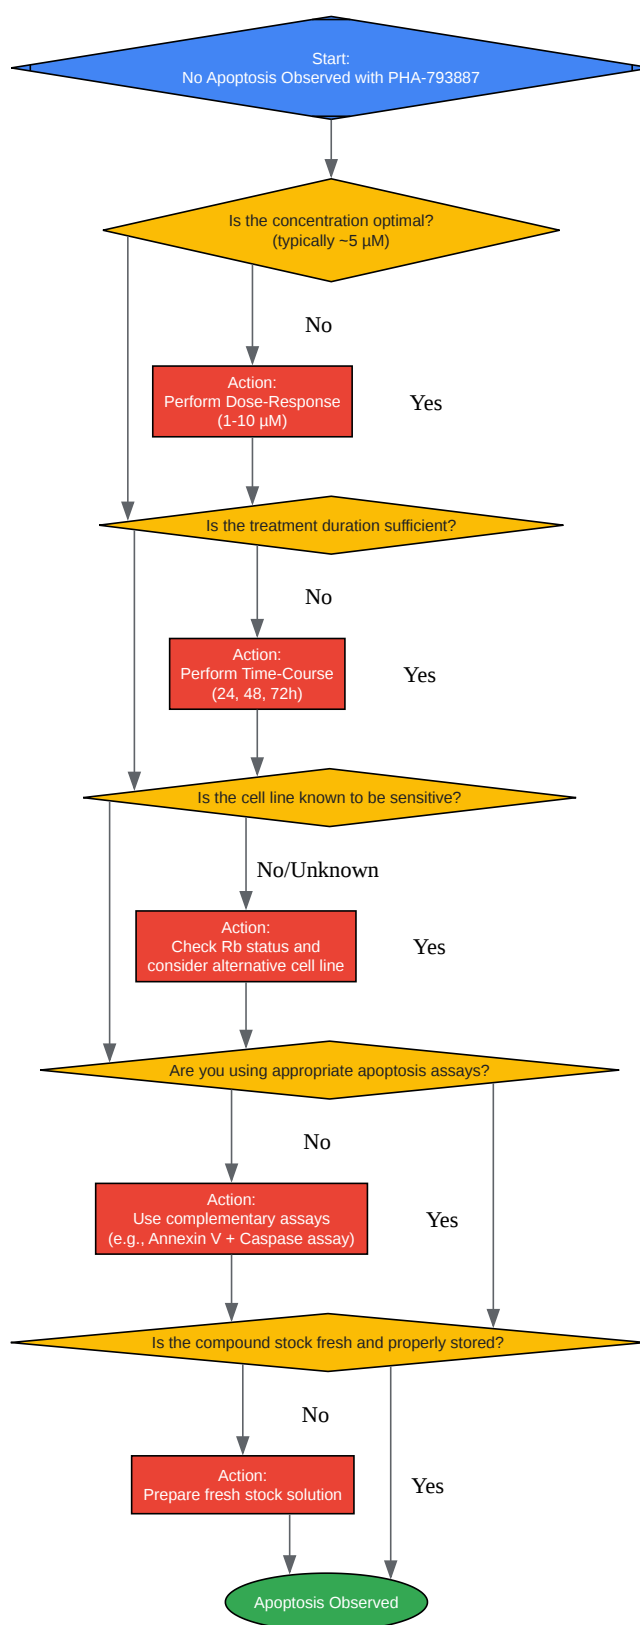 Start:
No Apoptosis Observed with PHA-793887
Is the concentration optimal?
(typically ~5 µM)
No
Action:
Perform Dose-Response
(1-10 µM)
Yes
Is the treatment duration sufficient?
No
Action:
Perform Time-Course
(24, 48, 72h)
Yes
Is the cell line known to be sensitive?
No/Unknown
Action:
Check Rb status and
consider alternative cell line
Yes
Are you using appropriate apoptosis assays?
No
Action:
Use complementary assays
(e.g., Annexin V + Caspase assay)
Yes
Is the compound stock fresh and properly stored?
No
Action:
Prepare fresh stock solution
Yes
Apoptosis Observed